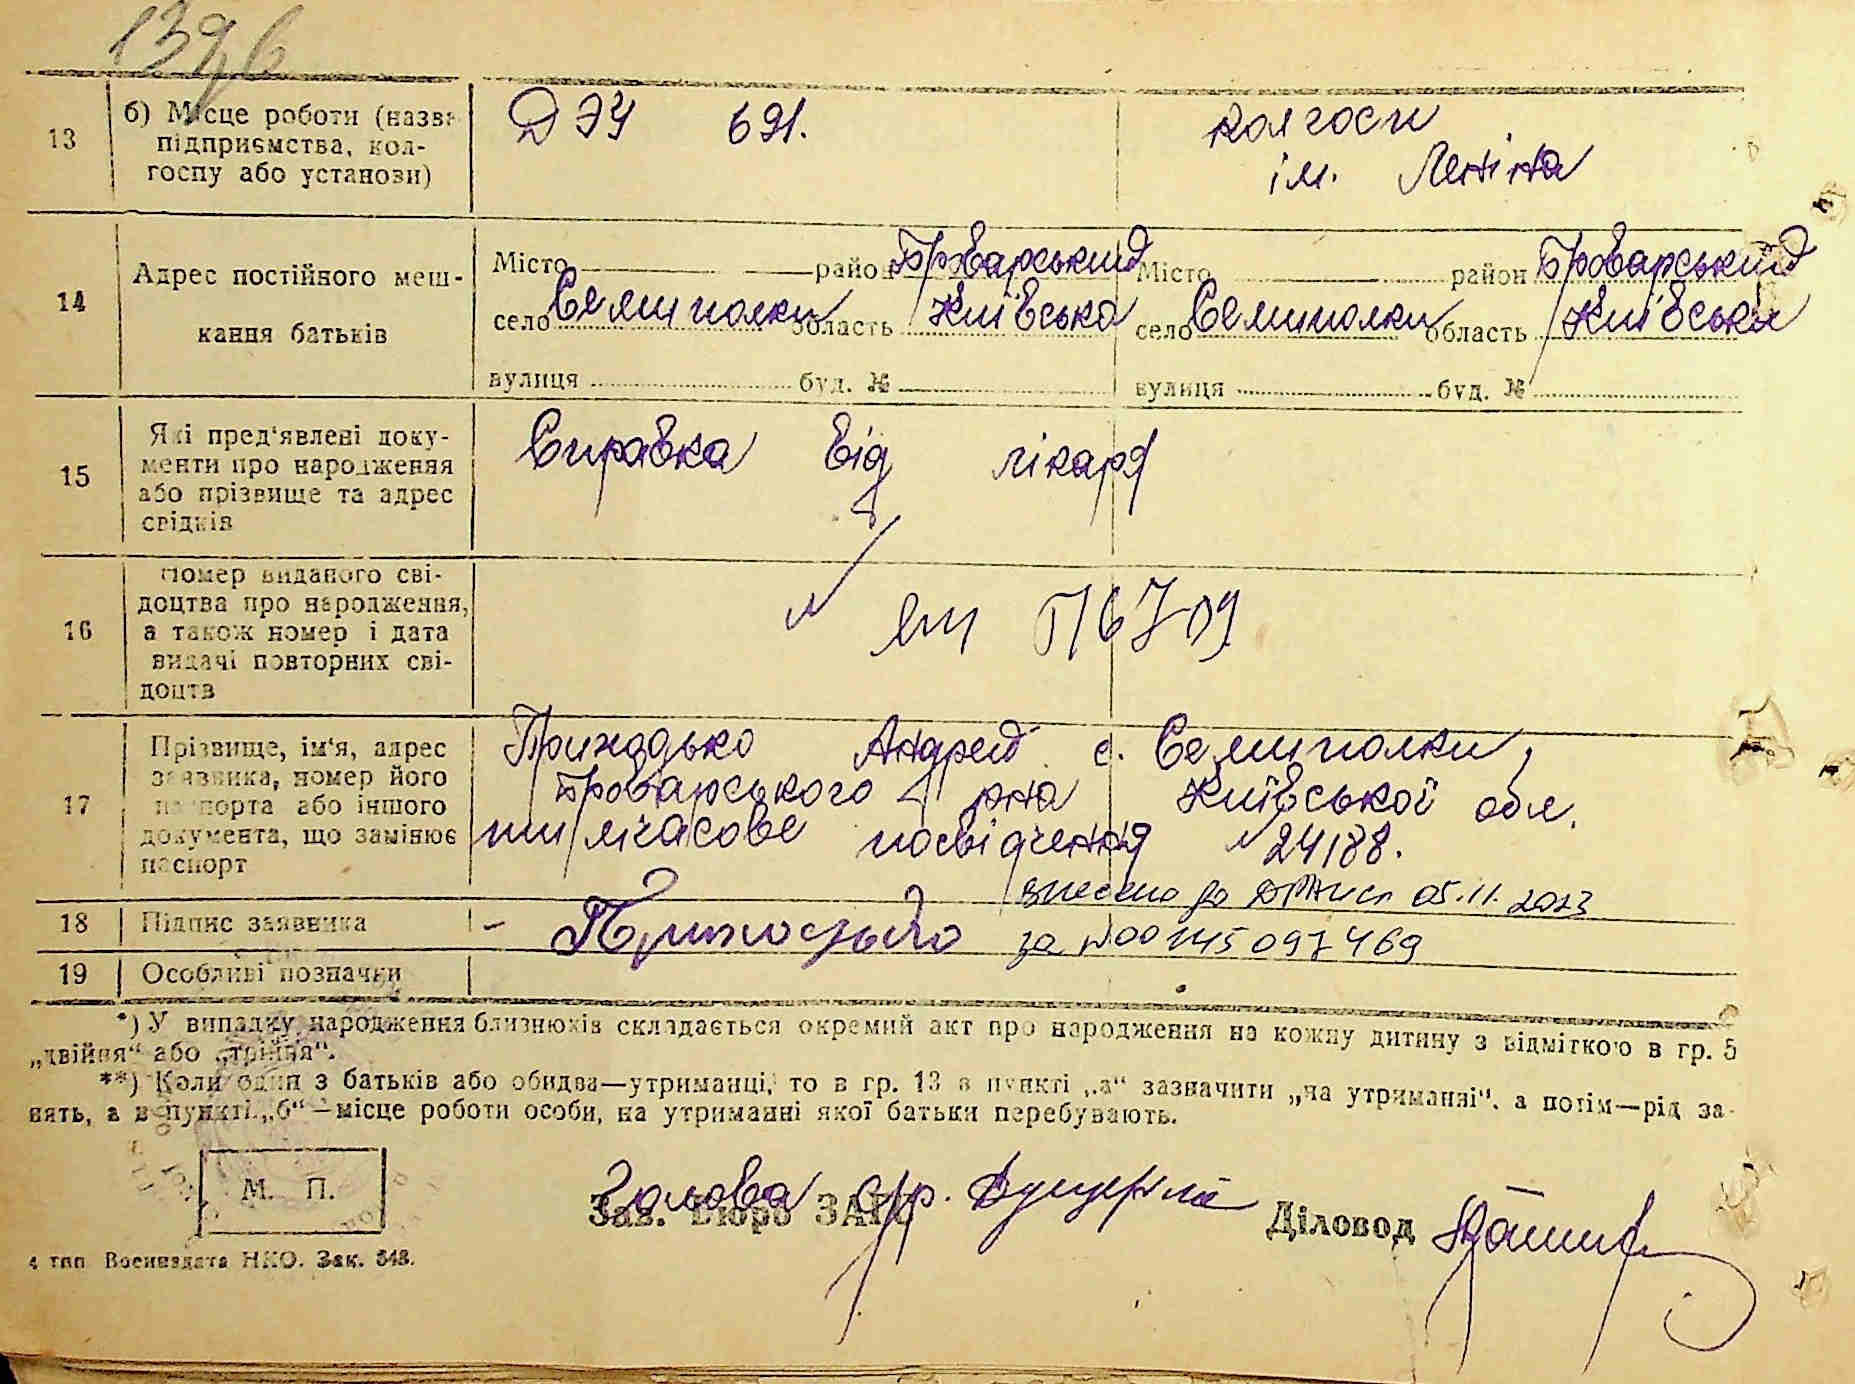 13
б) Місце роботи (назва
підприємства, кол-
госпу або установи)
ДЭУ 691.
колгосп
ім. Леніна
14
Адрес постійного меш-
кання батьків
Місто район Броварський
село Семиполки область Київська
вулиця буд. №
Місто район Броварський
село Семиполки область Київська
вулиця буд. №
15
Які пред'явлені доку-
менти про народження
або прізвище та адрес
свідків
Справка від лікаря
16
Номер виданого сві-
доцтва про народження,
а також номер і дата
видачі повторних сві-
доцтв
17
Прізвище, ім'я, адрес
заявника, номер його
паспорта або іншого
документа, що замінює
паспорт
Приходько Андрей с. Семиполки,
Броварського р-на Київської обл.
тимчасове посвідчення № 24188.
внесено до ДРАЦС 05.11.2023
за №00145097469
18
Підпис заявника
- Приходько
19
Особливі позначки
*) У випадку народження близнюків складається окремий акт про народження на кожну дитину з відміткою в гр. 5
„двійня“ або „трійня“.
**) Коли один з батьків або обидва—утриманці, то в гр. 13 в пункті „а“ зазначити „на утриманні“, а потім—рід за-
нять, а в пункті „б“—місце роботи особи, на утриманні якої батьки перебувають.
М. П.
Голова с/р.
Зав. Бюро ЗАГС
Діловод
4 тип Воениздата НКО. Зак. 548.